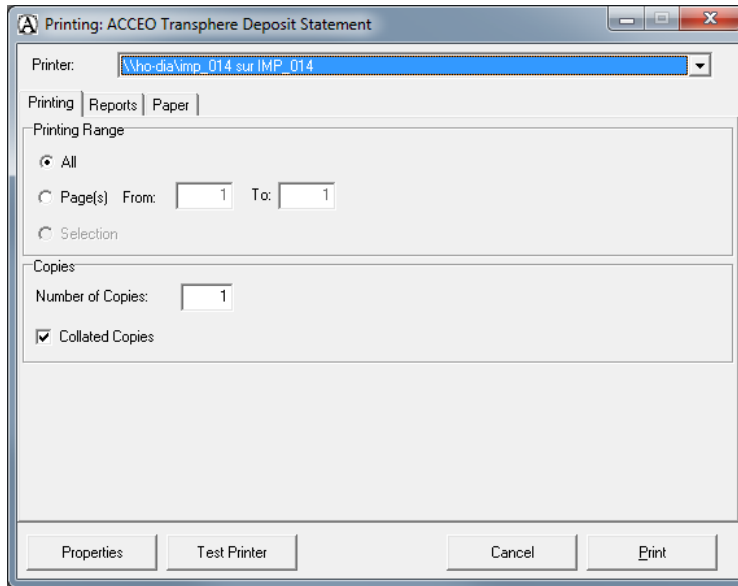 Printing: ACCEO Transphere Deposit Statement
Printer: \\ho-dia\imp_014 sur IMP_014
Printing Reports Paper
Printing Range
All
Page(s) From: 1 To: 1
Selection
Copies
Number of Copies: 1
Collated Copies
Properties Test Printer Cancel Print